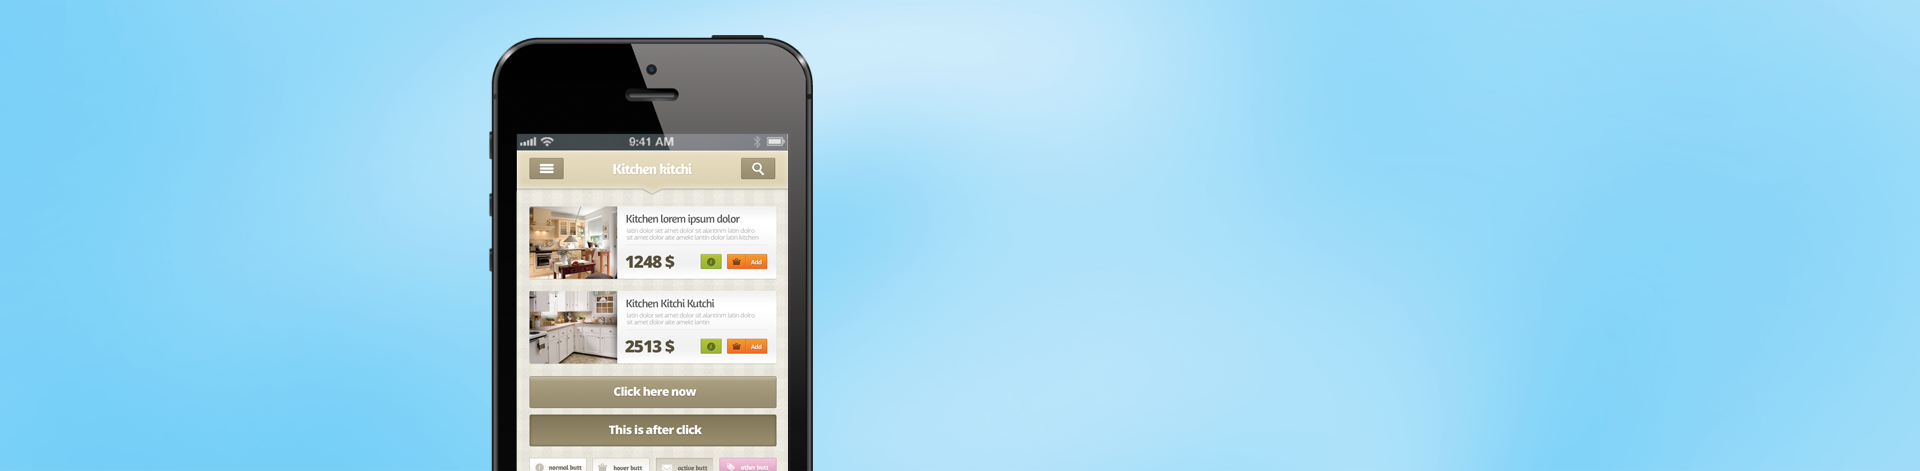 9:41 AM
Kitchen kitchi
Kitchen lorem ipsum dolor
latin dolor set amet dolor sit alantinm latin dolro
sit amet dolor aite amekt lantin dolor latin kitchen
1248 $
Add
Kitchen Kitchi Kutchi
latin dolor set amet dolor sit alantinm latin dolro
sit amet dolor aite amekt lantin
2513 $
Add
Click here now
This is after click
normal butt
hover butt
active butt
other butt